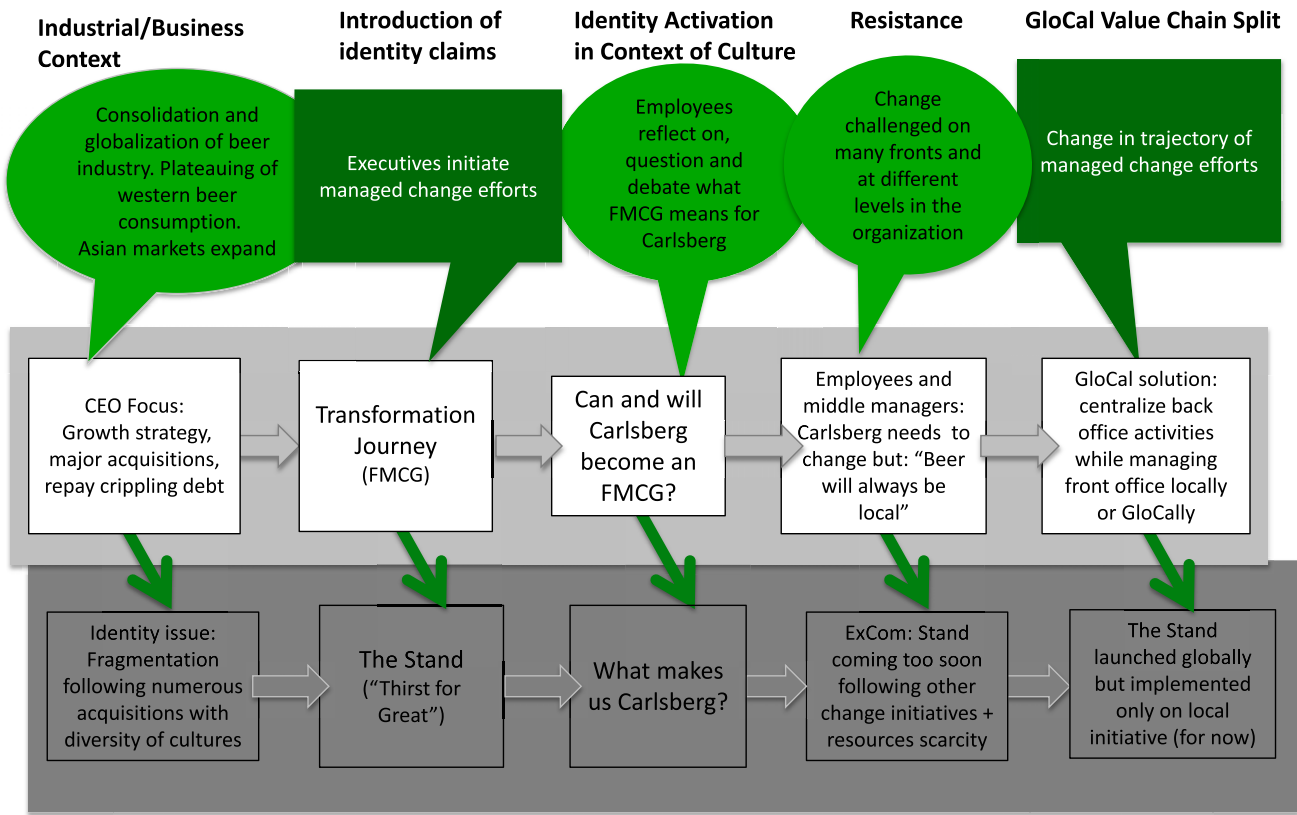 Industrial/Business
Context
Introduction of
identity claims
Identity Activation
in Context of Culture
Resistance
GloCal Value Chain Split
Consolidation and
globalization of beer
industry. Plateauing of
western beer
consumption.
Asian markets expand
Executives initiate
managed change efforts
Employees
reflect on,
question and
debate what
FMCG means for
Carlsberg
Change
challenged on
many fronts and
at different
levels in the
organization
Change in trajectory of
managed change efforts
CEO Focus:
Growth strategy,
major acquisitions,
repay crippling debt
Transformation
Journey
(FMCG)
Can and will
Carlsberg
become an
FMCG?
Employees and
middle managers:
Carlsberg needs  to
change but: “Beer
will always be
local”
GloCal solution:
centralize back
office activities
while managing
front office locally
or GloCally
Identity issue:
Fragmentation
following numerous
acquisitions with
diversity of cultures
The Stand
(“Thirst for
Great”)
What makes
us Carlsberg?
ExCom: Stand
coming too soon
following other
change initiatives +
resources scarcity
The Stand
launched globally
but implemented
only on local
initiative (for now)